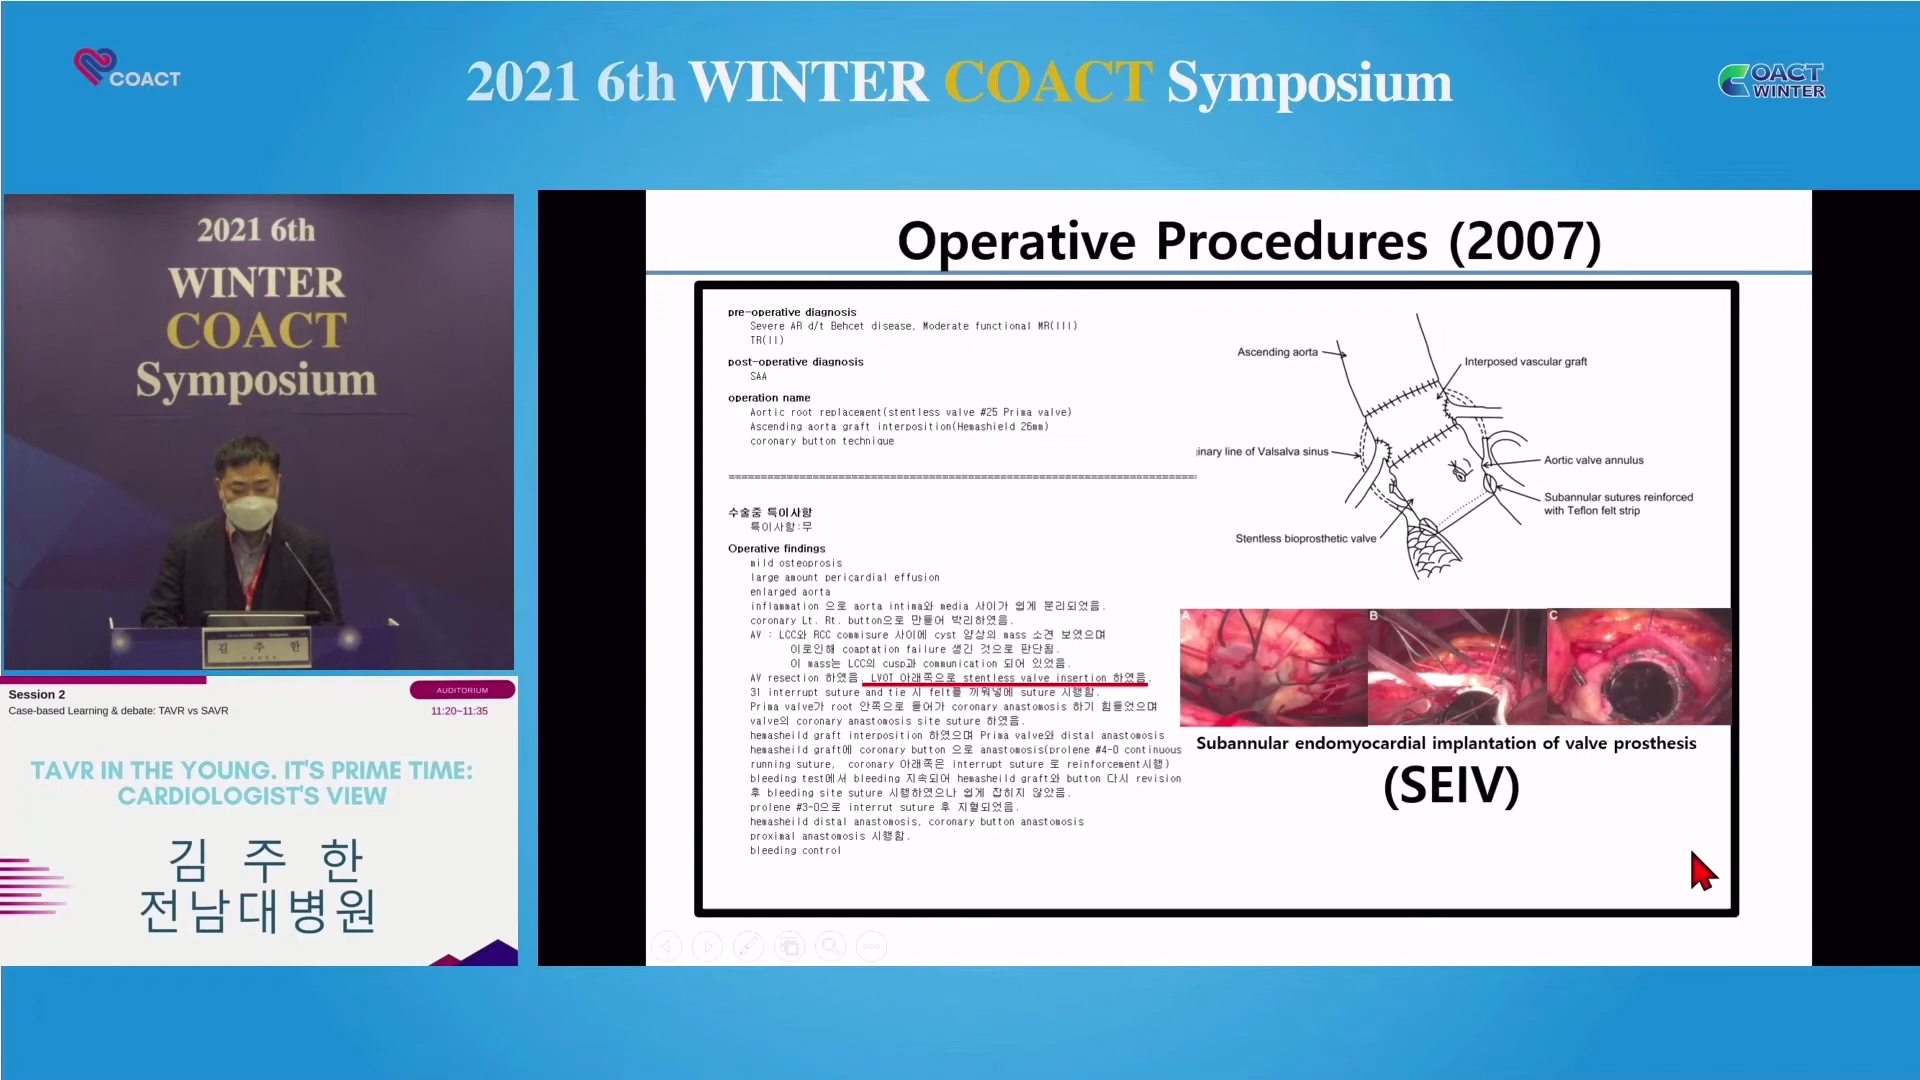 COACT
2021 6th WINTER COACT Symposium
COACT
WINTER
2021 6th
WINTER
COACT
Symposium
김 주 한
Session 2
Case-based Learning & debate: TAVR vs SAVR
AUDITORIUM
11:20~11:35
TAVR IN THE YOUNG. IT'S PRIME TIME:
CARDIOLOGIST'S VIEW
김 주 한
전남대병원
Operative Procedures (2007)
pre-operative diagnosis
Severe AR d/t Behcet disease, Moderate functional MR(III)
TR(II)
post-operative diagnosis
SAA
operation name
Aortic root replacement(stentless valve #25 Prima valve)
Ascending aorta graft interposition(Hemashield 26mm)
coronary button technique
수술중 특이사항
특이사항:무
Operative findings
mild osteoprosis
large amount pericardial effusion
enlarged aorta
inflammation 으로 aorta intima와 media 사이가 쉽게 분리되었음.
coronary Lt. Rt. button으로 만들어 박리하였음.
AV : LCC와 RCC commisure 사이에 cyst 양상의 mass 소견 보였으며
이로인해 coaptation failure 생긴 것으로 판단됨.
이 mass는 LCC의 cusp과 communication 되어 있었음.
AV resection 하였음. LVOT 아래쪽으로 stentless valve insertion 하였음.
31 interrupt suture and tie 시 felt를 끼워넣에 suture 시행함.
Prima valve가 root 안쪽으로 들어가 coronary anastomosis 하기 힘들었으며
valve의 coronary anastomosis site suture 하였음.
hemasheild graft interposition 하였으며 Prima valve와 distal anastomosis
hemasheild graft에 coronary button 으로 anastomosis(prolene #4-0 continuous
running suture, coronary 아래쪽은 interrupt suture 로 reinforcement시행)
bleeding test에서 bleeding 지속되어 hemasheild graft와 button 다시 revision
후 bleeding site suture 시행하였으나 쉽게 잡히지 않았음.
prolene #3-0으로 interrut suture 후 지혈되었음.
hemasheild distal anastomosis, coronary button anastomosis
proximal anastomosis 시행함.
bleeding control
Ascending aorta
Interposed vascular graft
inary line of Valsalva sinus
Aortic valve annulus
Subannular sutures reinforced
with Teflon felt strip
Stentless bioprosthetic valve
A
B
C
Subannular endomyocardial implantation of valve prosthesis
(SEIV)